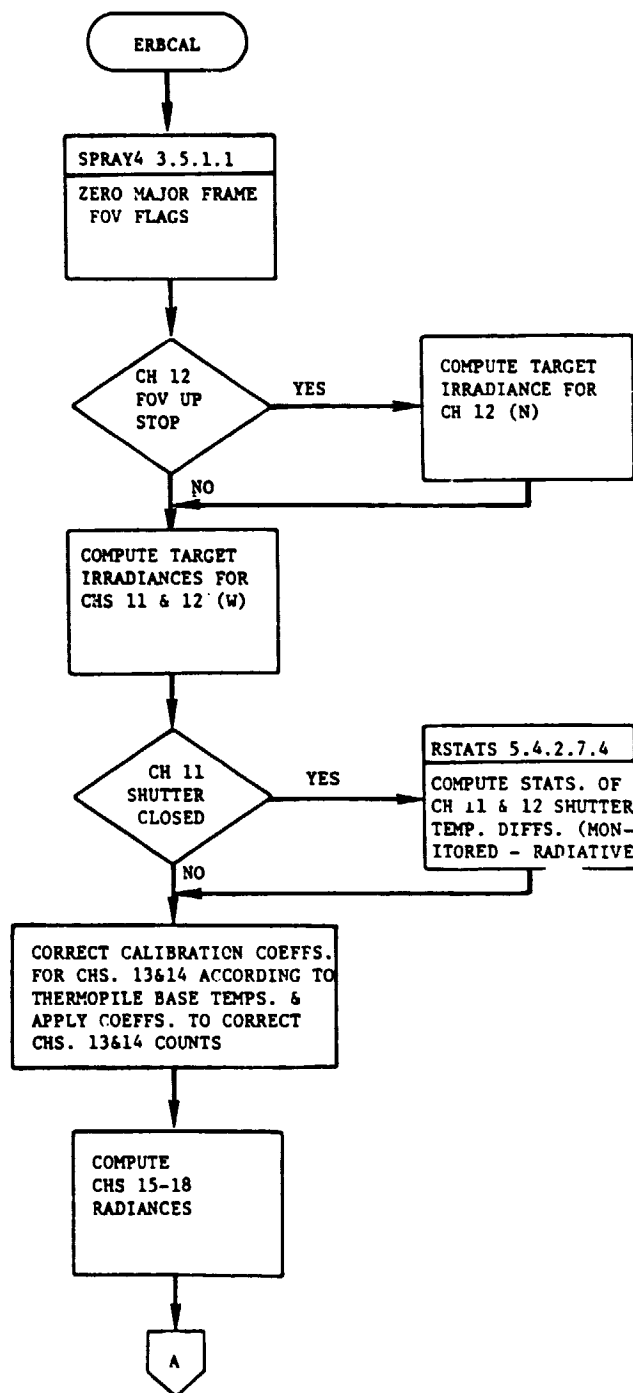 ERBCAL
SPRAY4 3.5.1.1
ZERO MAJOR FRAME
FOV FLAGS
CH 12
FOV UP
STOP
YES
COMPUTE TARGET
IRRADIANCE FOR
CH 12 (N)
NO
COMPUTE TARGET
IRRADIANCES FOR
CHS 11 & 12 (W)
CH 11
SHUTTER
CLOSED
YES
RSTATS 5.4.2.7.4
COMPUTE STATS. OF
CH 11 & 12 SHUTTER
TEMP. DIFFS. (MON-
ITORED - RADIATIVE
NO
CORRECT CALIBRATION COEFFS.
FOR CHS. 13&14 ACCORDING TO
THERMOPILE BASE TEMPS. &
APPLY COEFFS. TO CORRECT
CHS. 13&14 COUNTS
COMPUTE
CHS 15-18
RADIANCES
A